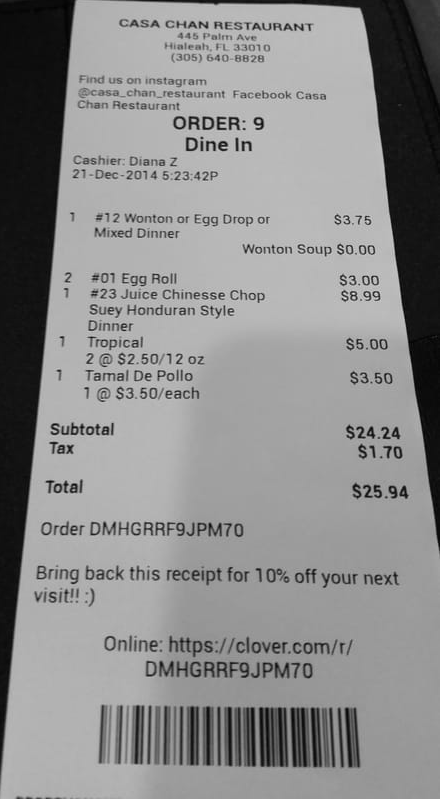 CASA CHAN RESTAURANT
445 Palm Ave
Hialeah, FL 33010
(305) 640-8828
Find us on instagram
@casa_chan_restaurant Facebook Casa
Chan Restaurant
ORDER: 9
Dine In
Cashier: Diana Z
21-Dec-2014 5:23:42P
1 #12 Wonton or Egg Drop or $3.75
Mixed Dinner
Wonton Soup $0.00
2 #01 Egg Roll $3.00
1 #23 Juice Chinesse Chop $8.99
Suey Honduran Style
Dinner
1 Tropical $5.00
2 @ $2.50/12 oz
1 Tamal De Pollo $3.50
1 @ $3.50/each
Subtotal $24.24
Tax $1.70
Total $25.94
Order DMHGRRF9JPM70
Bring back this receipt for 10% off your next
visit!! :)
Online: https://clover.com/r/
DMHGRRF9JPM70